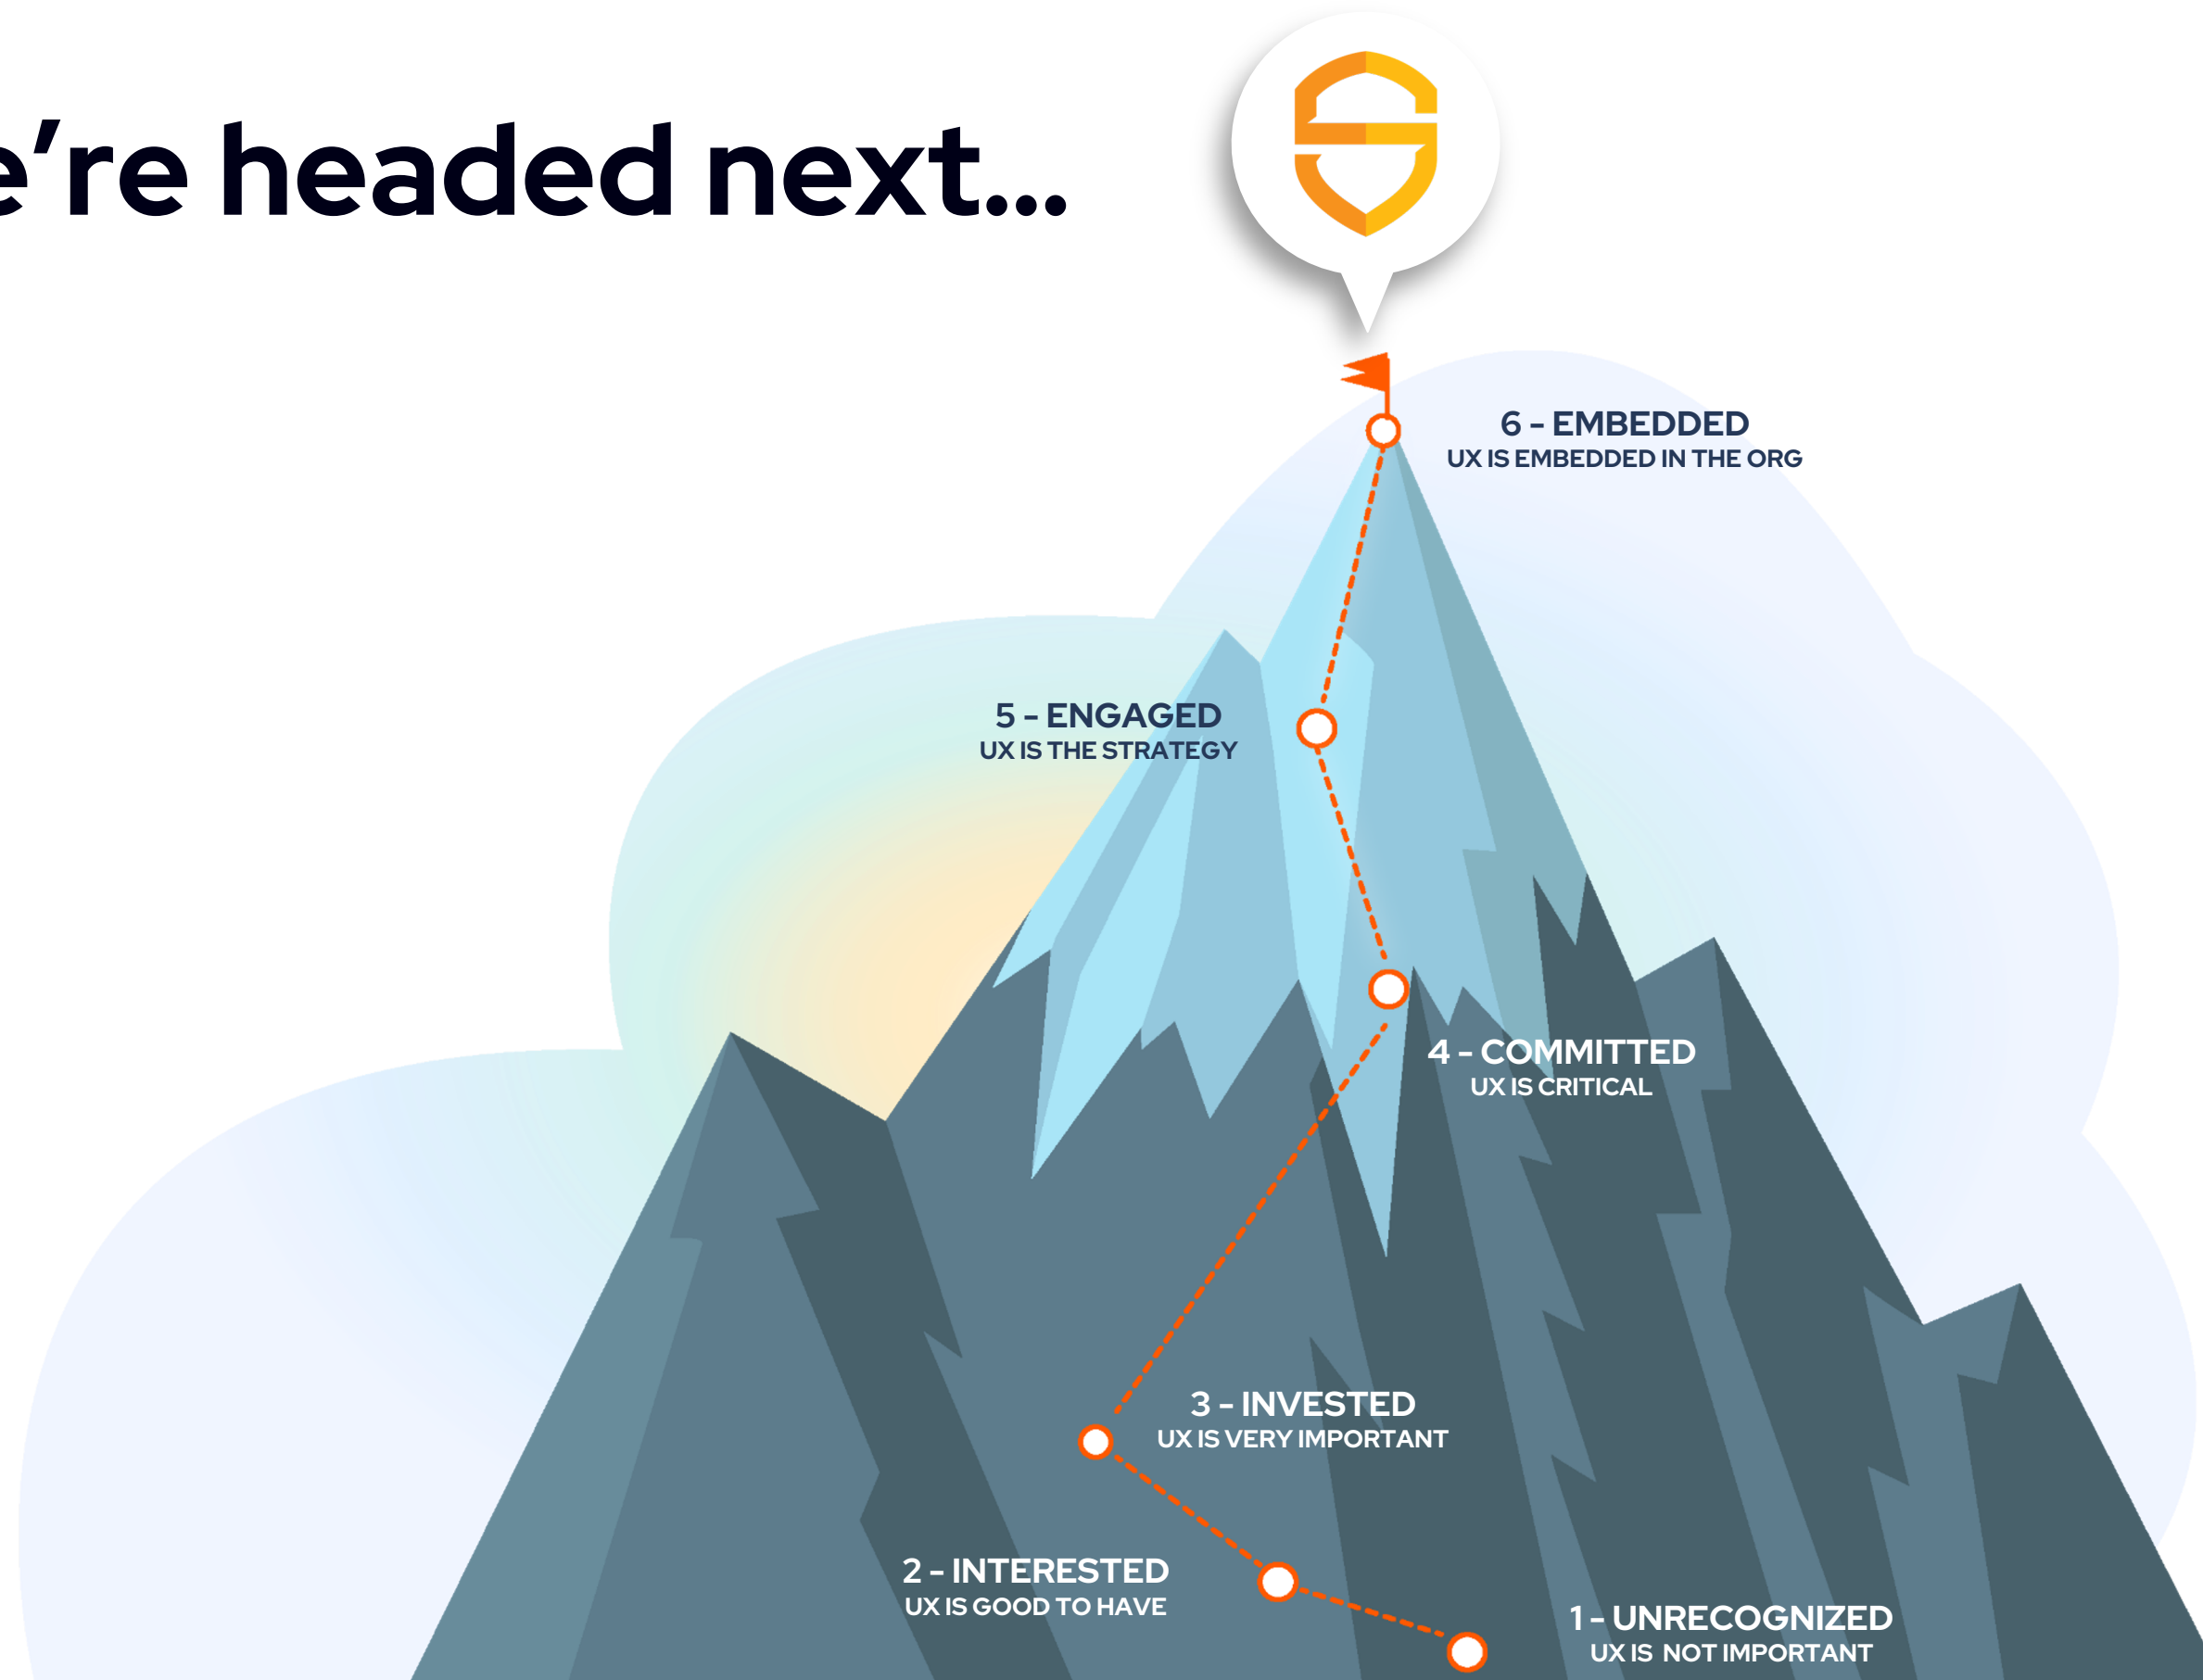 e're headed next...
6 - EMBEDDED
UX IS EMBEDDED IN THE ORG
5 - ENGAGED
UX IS THE STRATEGY
4 - COMMITTED
UX IS CRITICAL
3 - INVESTED
UX IS VERY IMPORTANT
2 - INTERESTED
UX IS GOOD TO HAVE
1 - UNRECOGNIZED
UX IS NOT IMPORTANT